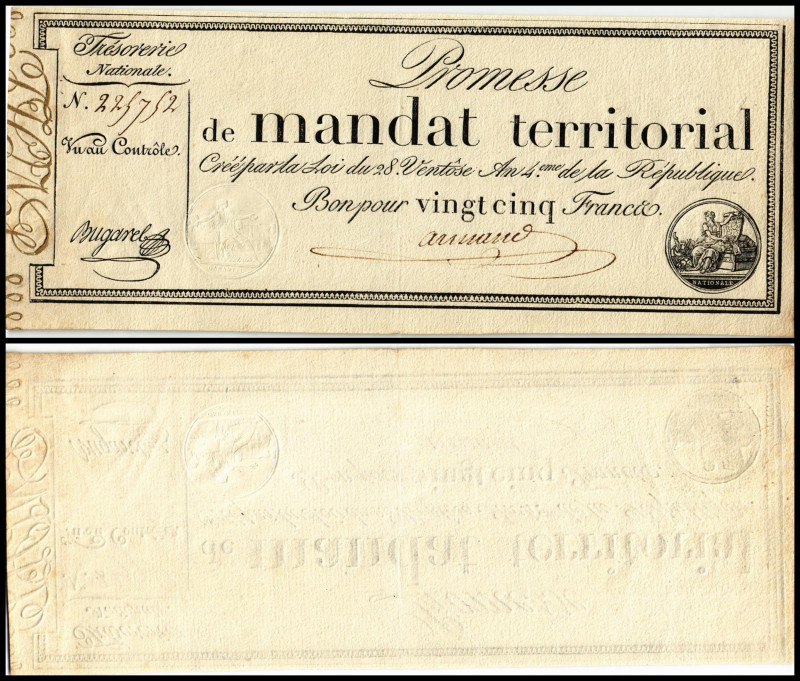 Trésorerie
Nationale.
N. 225752
Vu au Contrôle.
Bugarel
Promesse
de mandat territorial
Créé par la Loi du 28. Ventôse An 4.eme de la République.
Bon pour vingt cinq Francs.
armand
NATIONALE